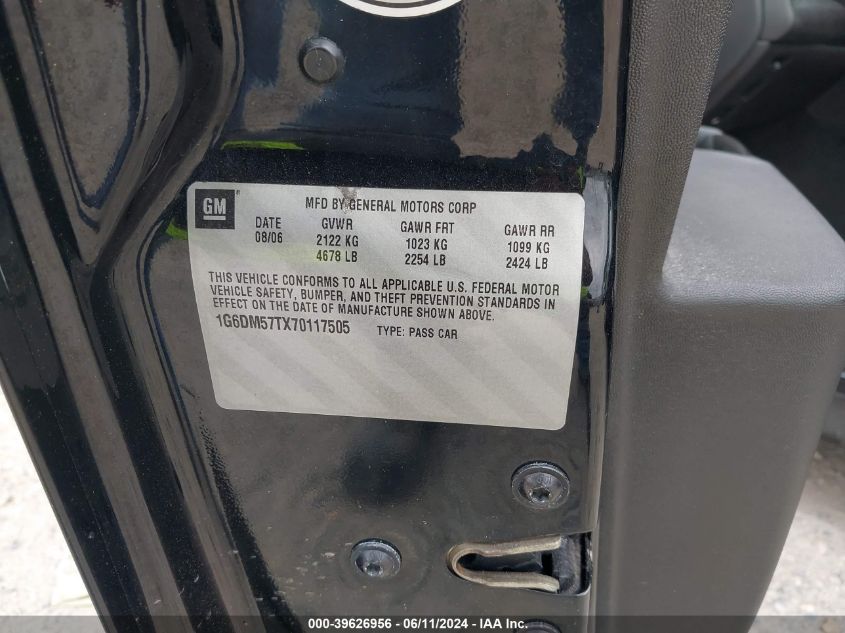 GM
MFD BY GENERAL MOTORS CORP
DATE GVWR GAWR FRT GAWR RR
08/06 2122 KG 1023 KG 1099 KG
4678 LB 2254 LB 2424 LB
THIS VEHICLE CONFORMS TO ALL APPLICABLE U.S. FEDERAL MOTOR
VEHICLE SAFETY, BUMPER, AND THEFT PREVENTION STANDARDS IN
EFFECT ON THE DATE OF MANUFACTURE SHOWN ABOVE.
1G6DM57TX70117505 TYPE: PASS CAR
000-39626956 - 06/11/2024 - IAA Inc.